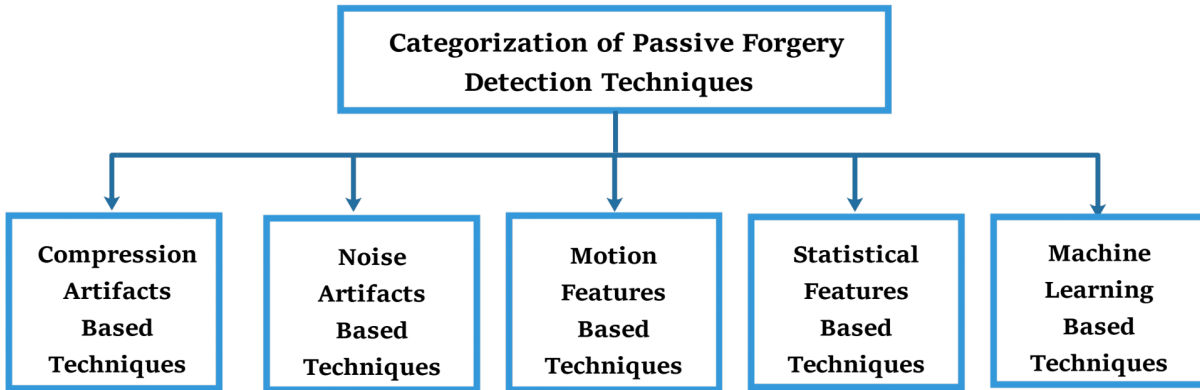 Categorization of Passive Forgery
Detection Techniques
Compression
Artifacts
Based
Techniques
Noise
Artifacts
Based
Techniques
Motion
Features
Based
Techniques
Statistical
Features
Based
Techniques
Machine
Learning
Based
Techniques